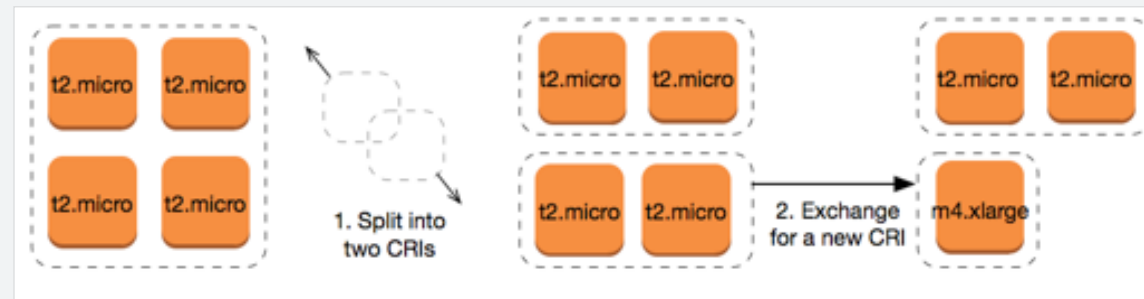 t2.micro t2.micro
t2.micro t2.micro
1. Split into
two CRIs
t2.micro t2.micro
t2.micro t2.micro
2. Exchange
for a new CRI
t2.micro t2.micro
m4.xlarge